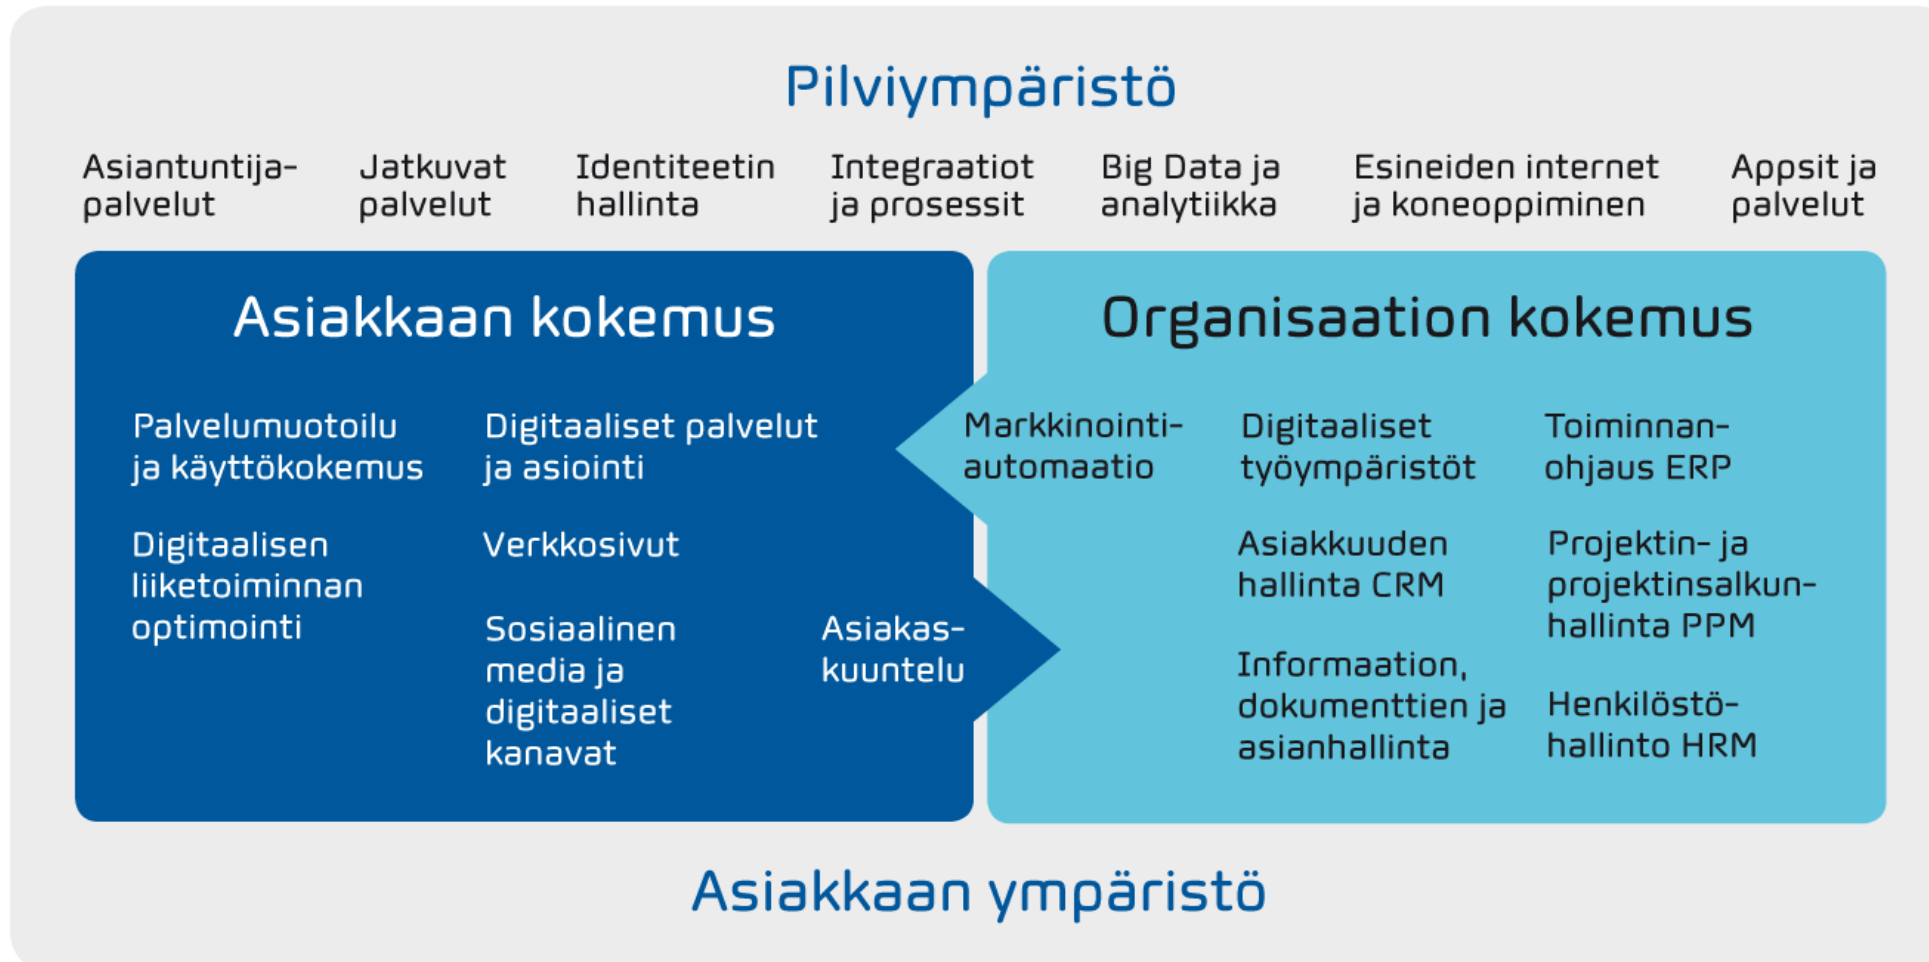 Pilviympäristö
Asiantuntija-
palvelut
Jatkuvat
palvelut
Identiteetin
hallinta
Integraatiot
ja prosessit
Big Data ja
analytiikka
Esineiden internet
ja koneoppiminen
Appsit ja
palvelut
Asiakkaan kokemus
Palvelumuotoilu
ja käyttökokemus
Digitaalisen
liiketoiminnan
optimointi
Digitaaliset palvelut
ja asiointi
Verkkosivut
Sosiaalinen
media ja
digitaaliset
kanavat
Asiakas-
kuuntelu
Organisaation kokemus
Markkinointi-
automaatio
Digitaaliset
työympäristöt
Asiakkuuden
hallinta CRM
Informaation,
dokumenttien ja
asianhallinta
Toiminnan-
ohjaus ERP
Projektin- ja
projektinsalkun-
hallinta PPM
Henkilöstö-
hallinto HRM
Asiakkaan ympäristö